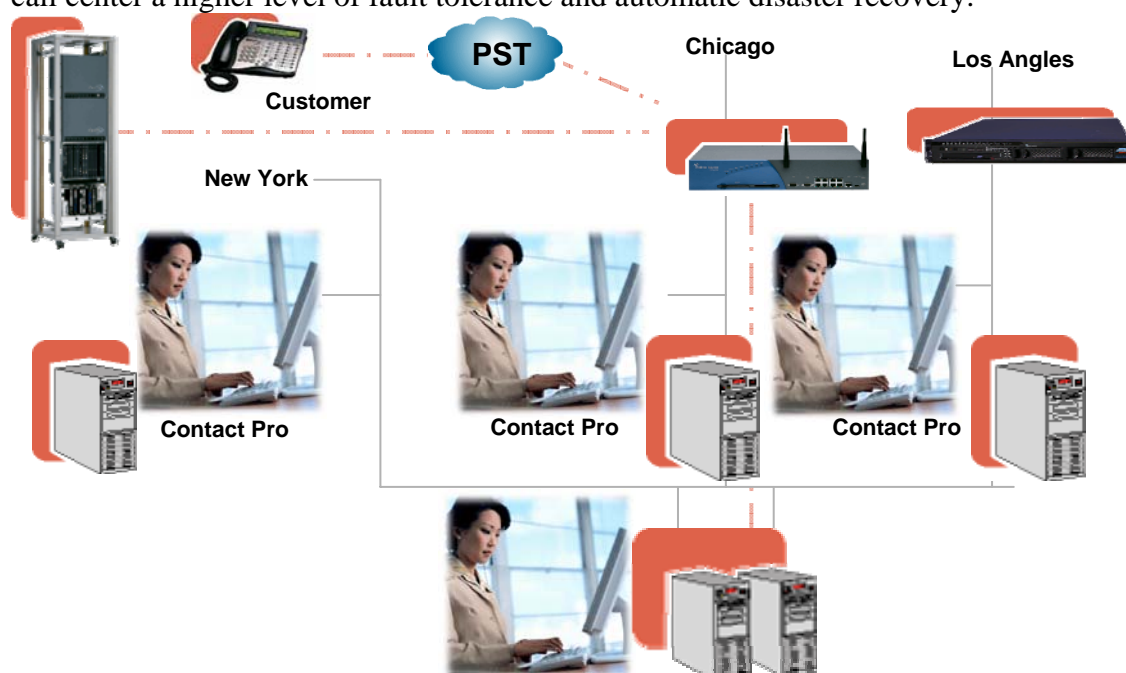 can center a higher level of fault tolerance and automatic disaster recovery.
PST
Chicago
Los Angles
Customer
New York
Contact Pro
Contact Pro
Contact Pro